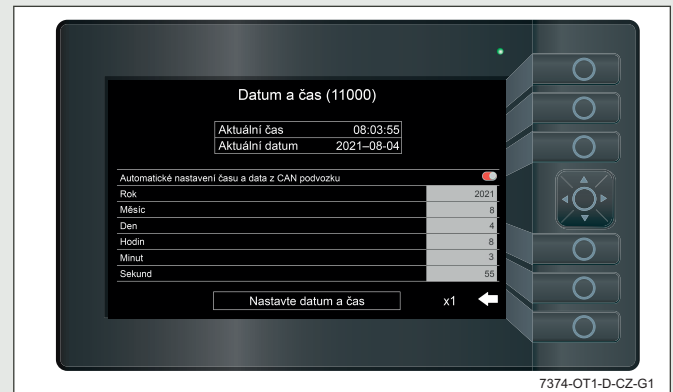 Datum a čas (11000)
Aktuální čas 08:03:55
Aktuální datum 2021–08-04
Automatické nastavení času a data z CAN podvozku
Rok 2021
Měsíc 8
Den 4
Hodin 8
Minut 3
Sekund 55
Nastavte datum a čas x1
7374-OT1-D-CZ-G1